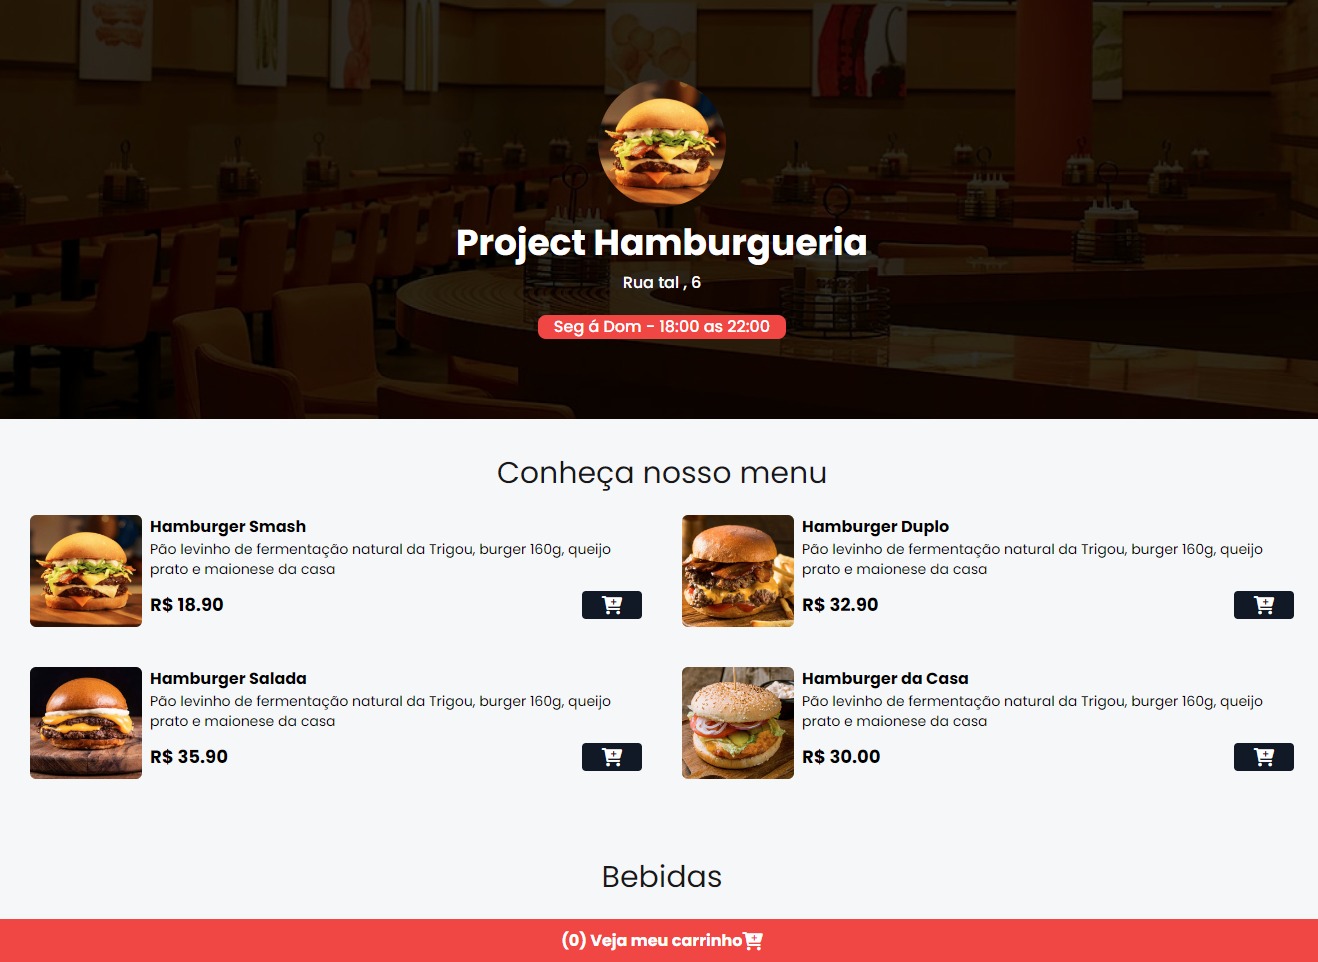 Project Hamburgueria
Rua tal , 6
Seg á Dom - 18:00 as 22:00
Conheça nosso menu
Hamburger Smash
Pão levinho de fermentação natural da Trigou, burger 160g, queijo
prato e maionese da casa
R$ 18.90
Hamburger Duplo
Pão levinho de fermentação natural da Trigou, burger 160g, queijo
prato e maionese da casa
R$ 32.90
Hamburger Salada
Pão levinho de fermentação natural da Trigou, burger 160g, queijo
prato e maionese da casa
R$ 35.90
Hamburger da Casa
Pão levinho de fermentação natural da Trigou, burger 160g, queijo
prato e maionese da casa
R$ 30.00
Bebidas
(0) Veja meu carrinho